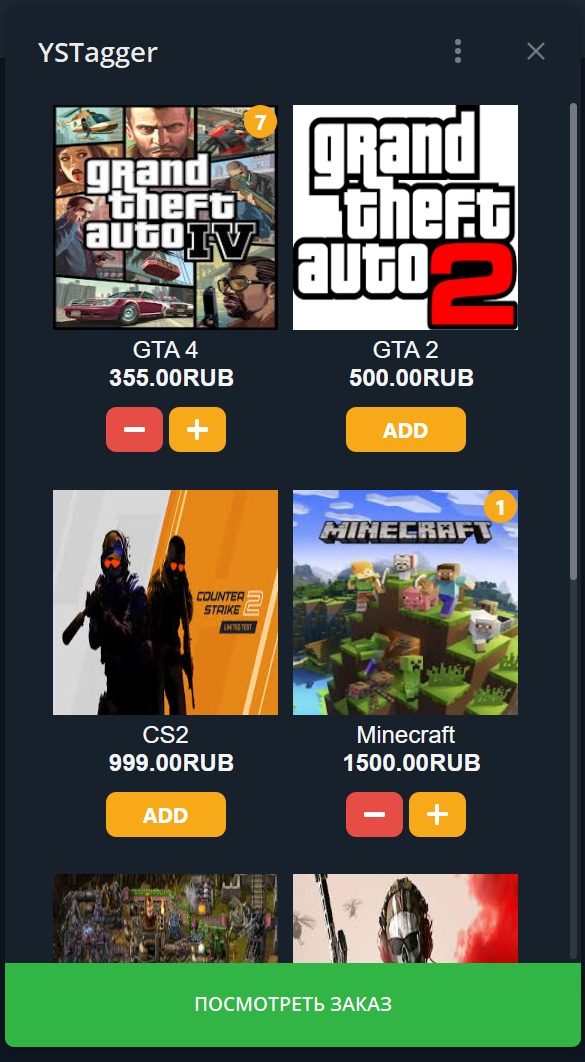 YSTagger
7
grand
theft
auto IV
grand
theft
auto 2
GTA 4
GTA 2
355.00RUB
500.00RUB
ADD
COUNTER
STRIKE 2
LIMITED TEST
1
MINECRAFT
CS2
Minecraft
999.00RUB
1500.00RUB
ADD
ПОСМОТРЕТЬ ЗАКАЗ